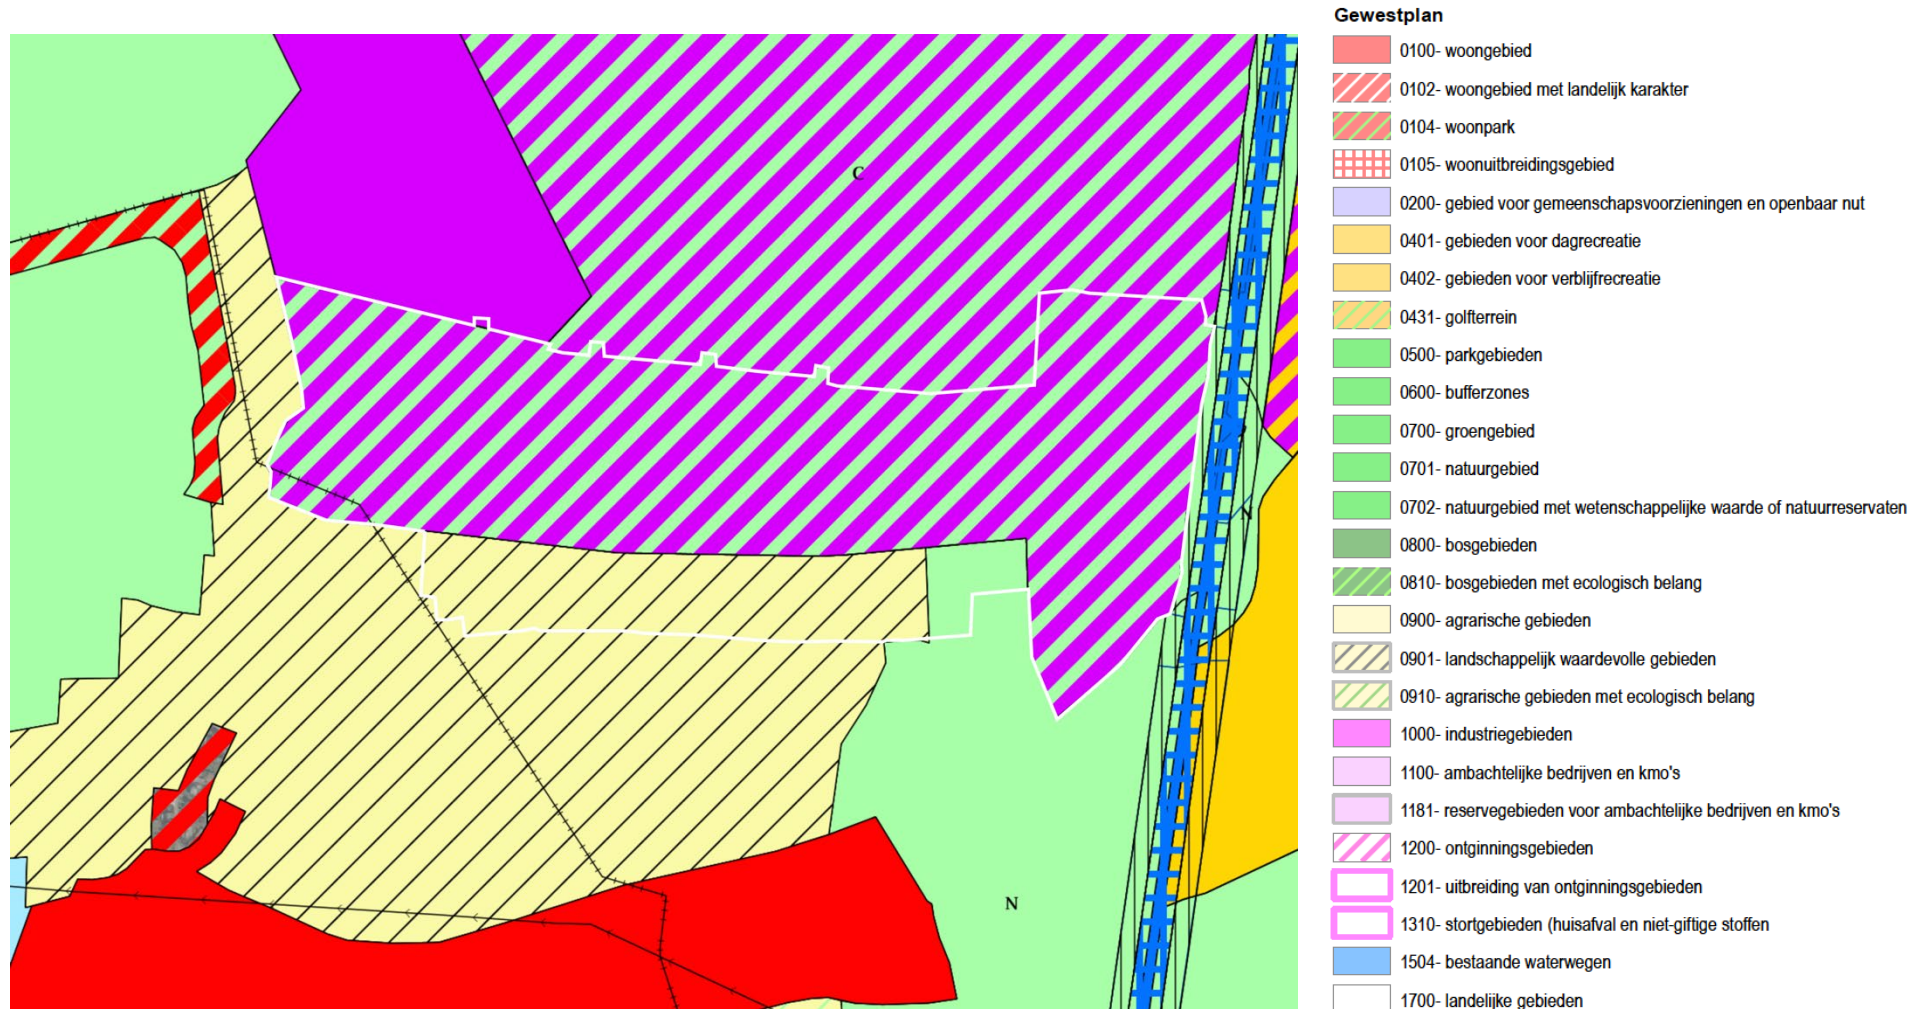 Gewestplan
0100- woongebied
0102- woongebied met landelijk karakter
0104- woonpark
0105- woonuitbreidingsgebied
0200- gebied voor gemeenschapsvoorzieningen en openbaar nut
0401- gebieden voor dagrecreatie
0402- gebieden voor verblijfrecreatie
0431- golfterrein
0500- parkgebieden
0600- bufferzones
0700- groengebied
0701- natuurgebied
0702- natuurgebied met wetenschappelijke waarde of natuurreservaten
0800- bosgebieden
0810- bosgebieden met ecologisch belang
0900- agrarische gebieden
0901- landschappelijk waardevolle gebieden
0910- agrarische gebieden met ecologisch belang
1000- industriegebieden
1100- ambachtelijke bedrijven en kmo's
1181- reservegebieden voor ambachtelijke bedrijven en kmo's
1200- ontginningsgebieden
1201- uitbreiding van ontginningsgebieden
1310- stortgebieden (huisafval en niet-giftige stoffen
1504- bestaande waterwegen
1700- landelijke gebieden
C
N
N